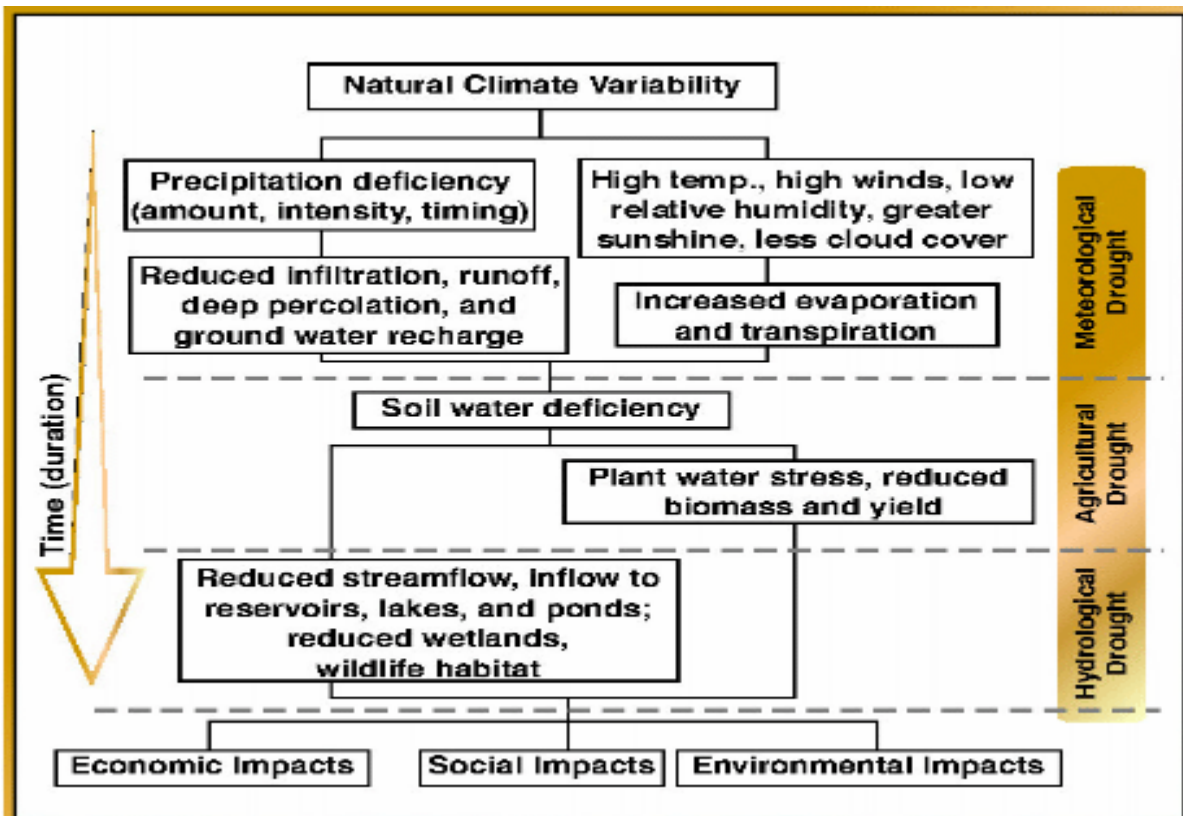 Natural Climate Variability
Precipitation deficiency
(amount, intensity, timing)
High temp., high winds, low
relative humidity, greater
sunshine, less cloud cover
Reduced infiltration, runoff,
deep percolation, and
ground water recharge
Increased evaporation
and transpiration
Meteorological
Drought
Time (duration)
Soil water deficiency
Plant water stress, reduced
biomass and yield
Agricultural
Drought
Reduced streamflow, inflow to
reservoirs, lakes, and ponds;
reduced wetlands,
wildlife habitat
Hydrological
Drought
Economic Impacts
Social Impacts
Environmental Impacts